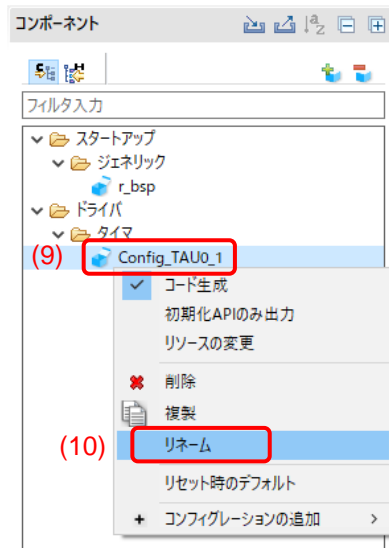 コンポーネント
フィルタ入力
スタートアップ
ジェネリック
r_bsp
ドライバ
タイマ
(9) Config_TAU0_1
コード生成
初期化APIのみ出力
リソースの変更
削除
複製
(10) リネーム
リセット時のデフォルト
コンフィグレーションの追加